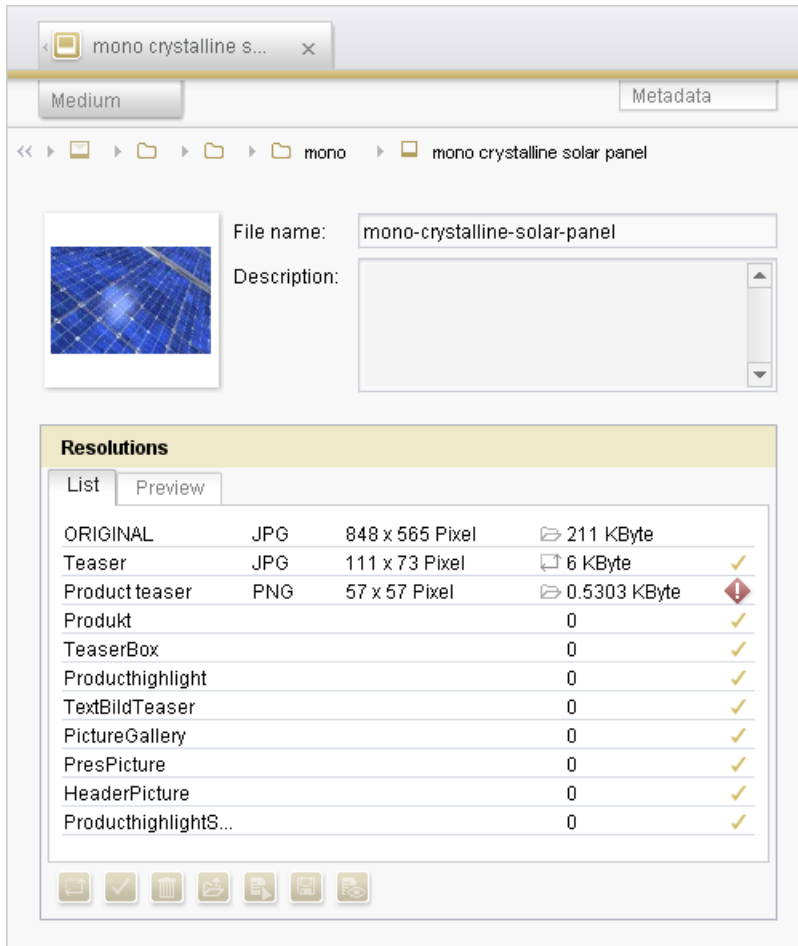 mono crystalline s...
Medium
Metadata
mono mono crystalline solar panel
File name: mono-crystalline-solar-panel
Description:
Resolutions
List Preview
ORIGINAL JPG 848 x 565 Pixel 211 KByte
Teaser JPG 111 x 73 Pixel 6 KByte
Product teaser PNG 57 x 57 Pixel 0.5303 KByte
Produkt 0
TeaserBox 0
Producthighlight 0
TextBildTeaser 0
PictureGallery 0
PresPicture 0
HeaderPicture 0
ProducthighlightS... 0